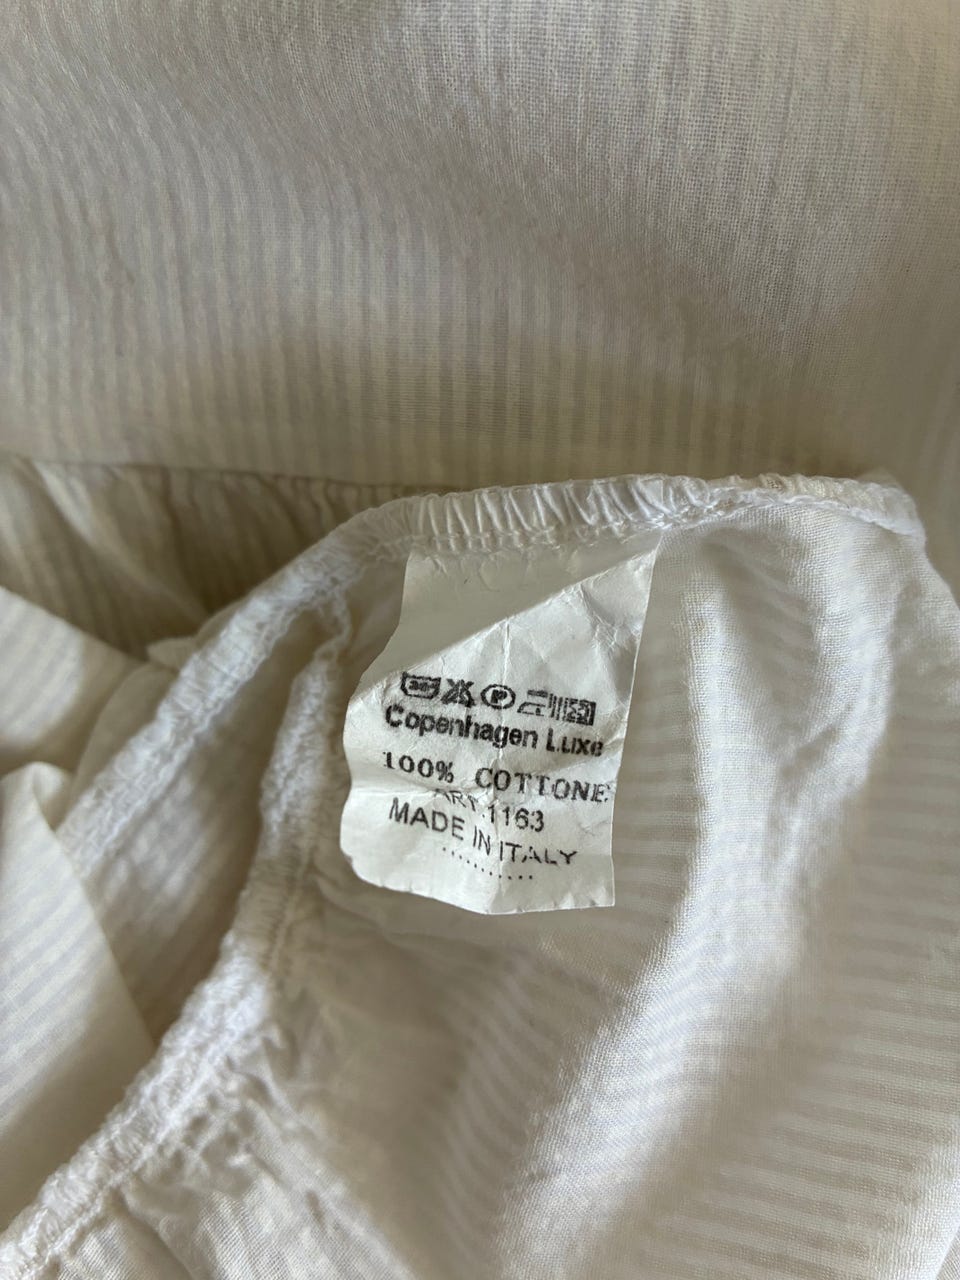 Copenhagen Luxe
100% COTTONE
ART.1163
MADE IN ITALY